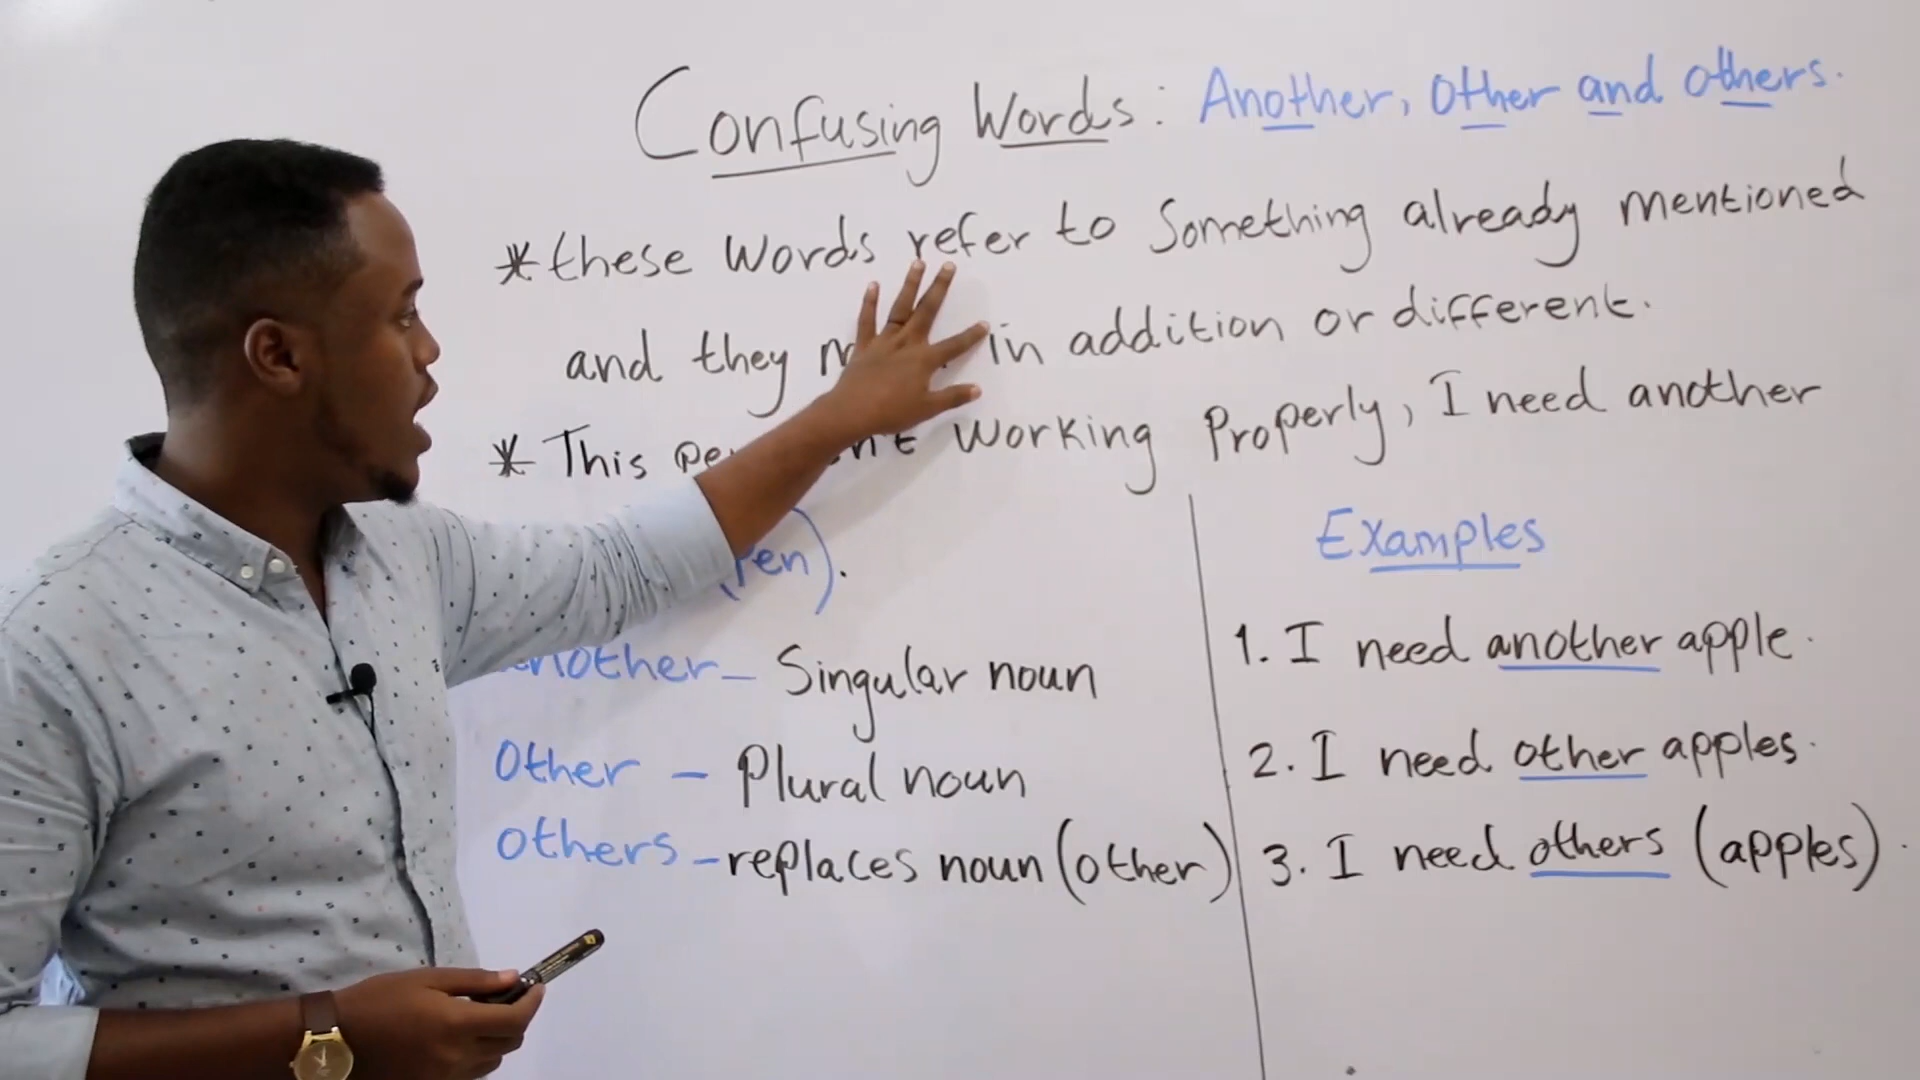 Confusing Words: Another, Other and others.
*these words refer to Something already mentioned
and they in addition or different.
* This working Properly, I need another
(Pen).
another – Singular noun
Other – Plural noun
others – replaces noun (other)
Examples
1. I need another apple.
2. I need other apples.
3. I need others (apples).